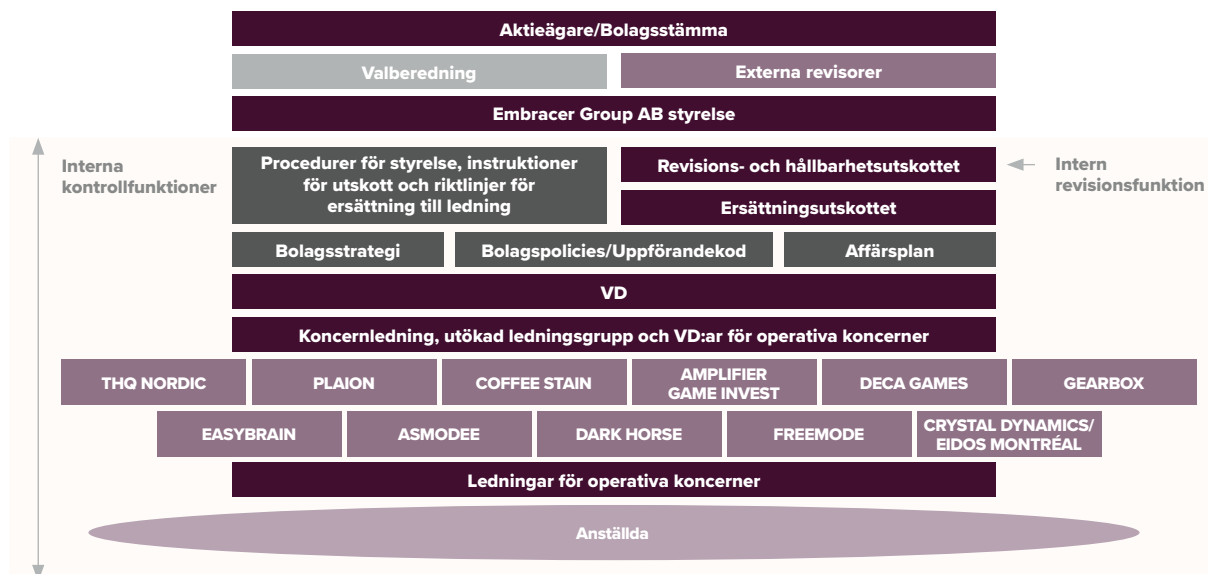 Aktieägare/Bolagsstämma
Valberedning
Externa revisorer
Embracer Group AB styrelse
Interna
kontrollfunktioner
Procedurer för styrelse, instruktioner
för utskott och riktlinjer för
ersättning till ledning
Revisions- och hållbarhetsutskottet
Ersättningsutskottet
Intern
revisionsfunktion
Bolagsstrategi
Bolagspolicies/Uppförandekod
Affärsplan
VD
Koncernledning, utökad ledningsgrupp och VD:ar för operativa koncerner
THQ NORDIC
PLAION
COFFEE STAIN
AMPLIFIER
GAME INVEST
DECA GAMES
GEARBOX
EASYBRAIN
ASMODEE
DARK HORSE
FREEMODE
CRYSTAL DYNAMICS/
EIDOS MONTRÉAL
Ledningar för operativa koncerner
Anställda